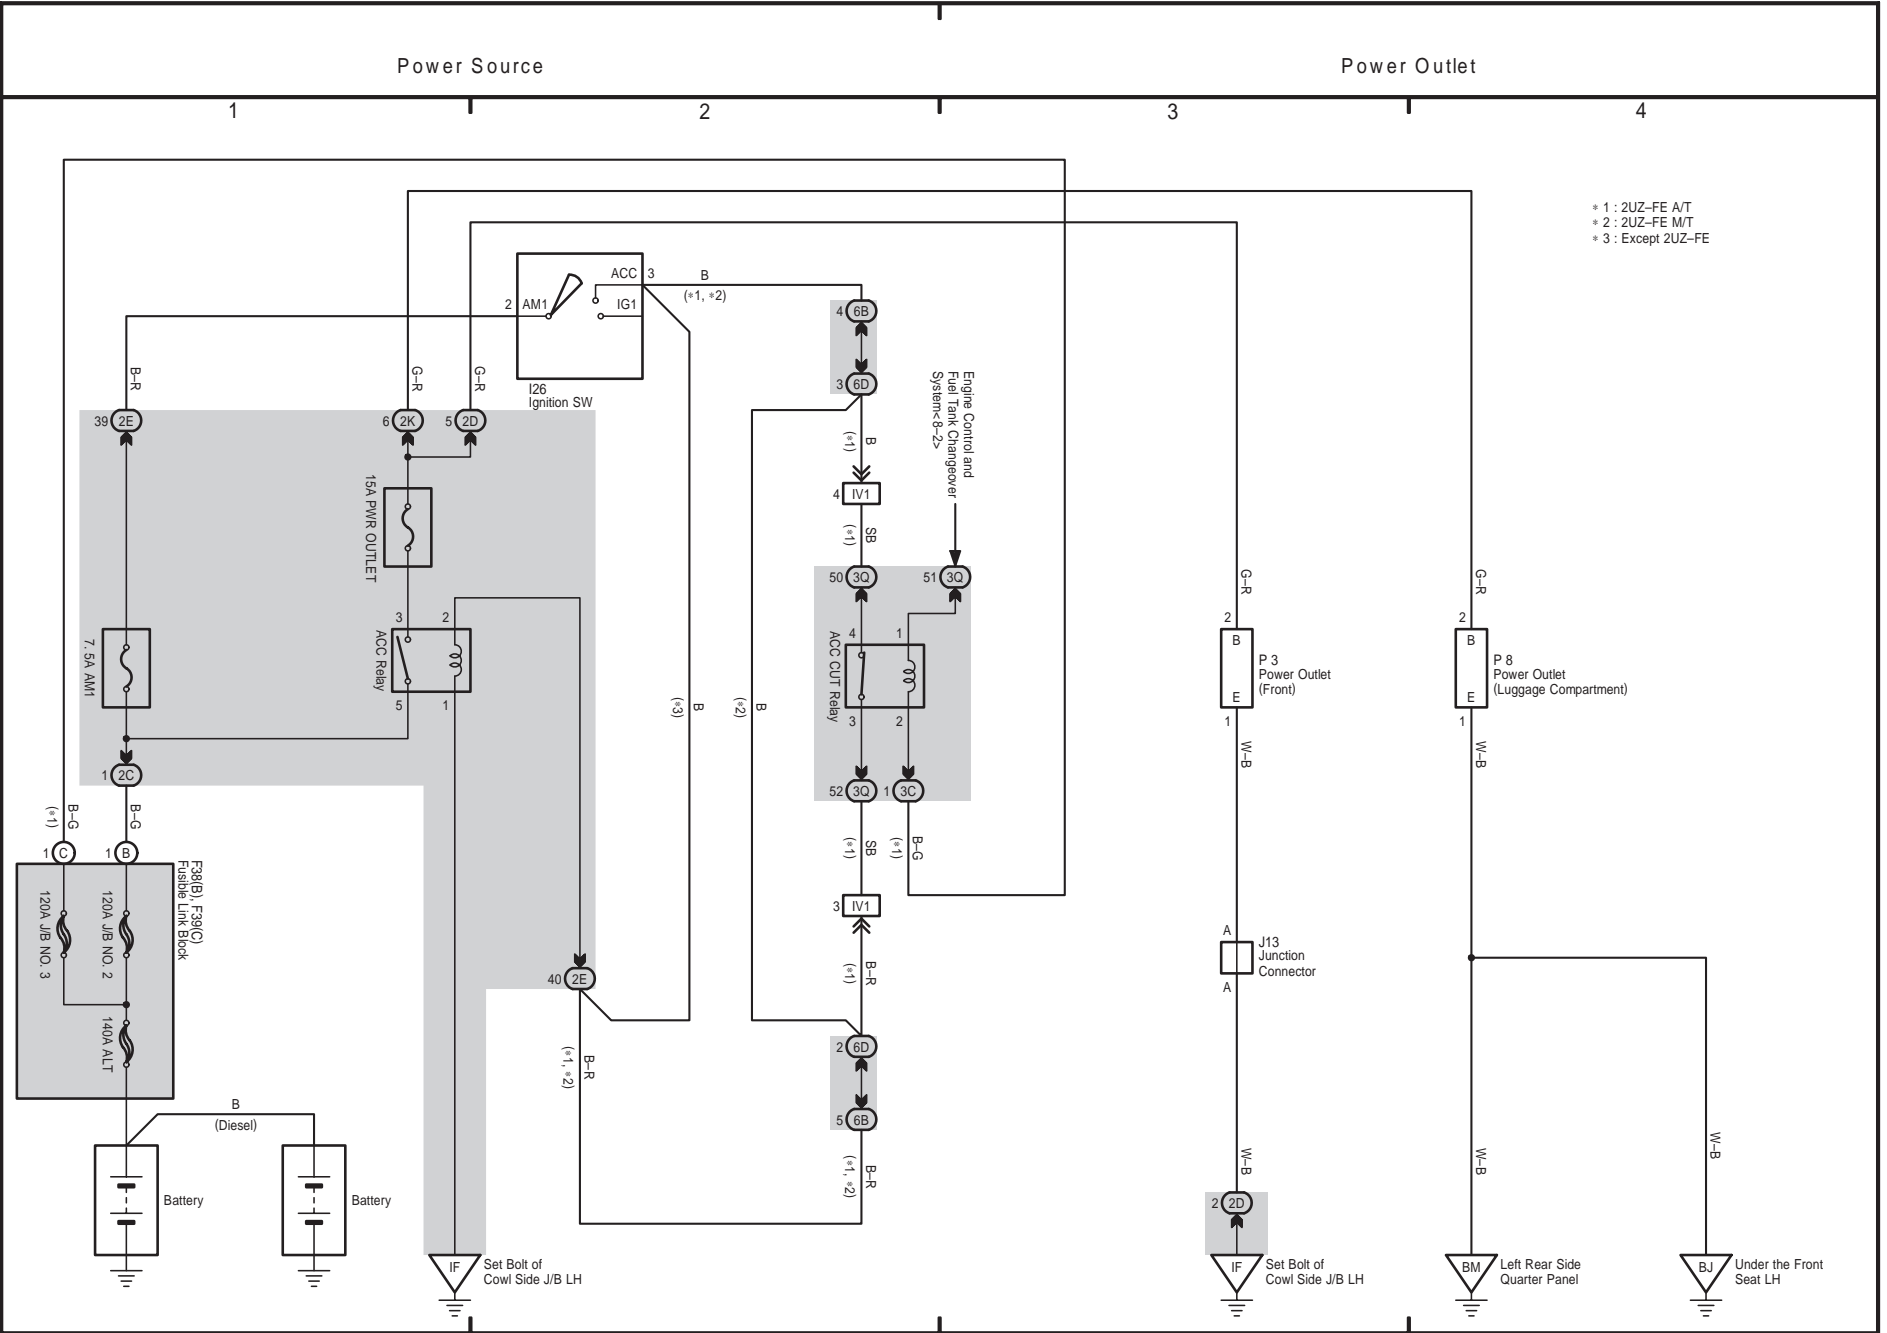 Power Source
Power Outlet
1
2
3
4
∗ 1 : 2UZ–FE A/T
∗ 2 : 2UZ–FE M/T
∗ 3 : Except 2UZ–FE
ACC
3
B
(∗1, ∗2)
2
AM1
IG1
I26
Ignition SW
B–R
G–R
G–R
39
2E
6
2K
5
2D
4
6B
3
6D
Engine Control and
Fuel Tank Changeover
System<8–2>
B
(∗1)
4
IV1
SB
(∗1)
15A PWR OUTLET
7. 5A AM1
3
2
ACC Relay
5
1
50
3Q
51
3Q
4
1
ACC CUT Relay
3
2
52
3Q
1
3C
B
(∗3)
B
(∗2)
G–R
2
B
E
1
P 3
Power Outlet
(Front)
W–B
G–R
2
B
E
1
P 8
Power Outlet
(Luggage Compartment)
W–B
1
2C
B–G
(∗1)
B–G
1
C
1
B
F38(B), F39(C)
Fusible Link Block
120A J/B NO. 3
120A J/B NO. 2
140A ALT
SB
(∗1)
B–G
(∗1)
3
IV1
B–R
(∗1)
40
2E
B–R
(∗1, ∗2)
2
6D
5
6B
B–R
(∗1, ∗2)
A
J13
Junction
Connector
A
B
(Diesel)
Battery
Battery
W–B
2
2D
W–B
W–B
IF
Set Bolt of
Cowl Side J/B LH
IF
Set Bolt of
Cowl Side J/B LH
BM
Left Rear Side
Quarter Panel
BJ
Under the Front
Seat LH